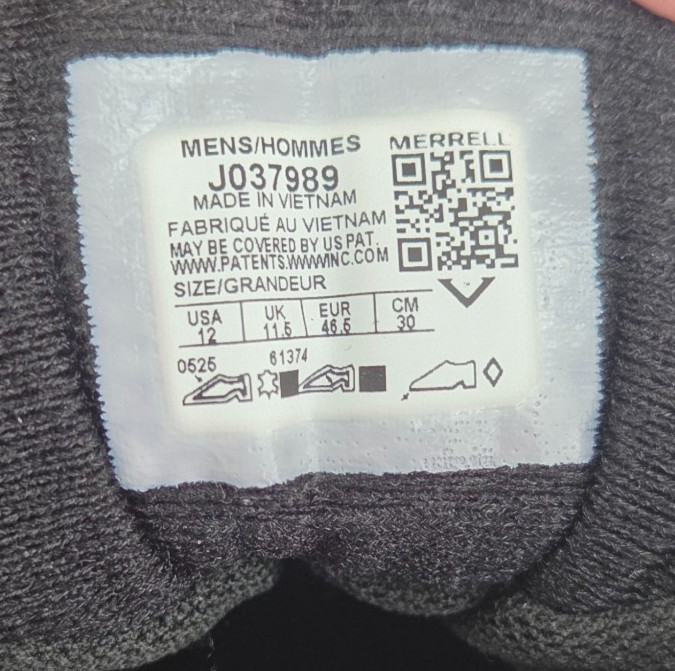 MENS/HOMMES
MERRELL
J037989
MADE IN VIETNAM
FABRIQUÉ AU VIETNAM
MAY BE COVERED BY US PAT.
WWW.PATENTS.WWWINC.COM
SIZE/GRANDEUR
USA UK EUR CM
12 11.5 46.5 30
0525 61374